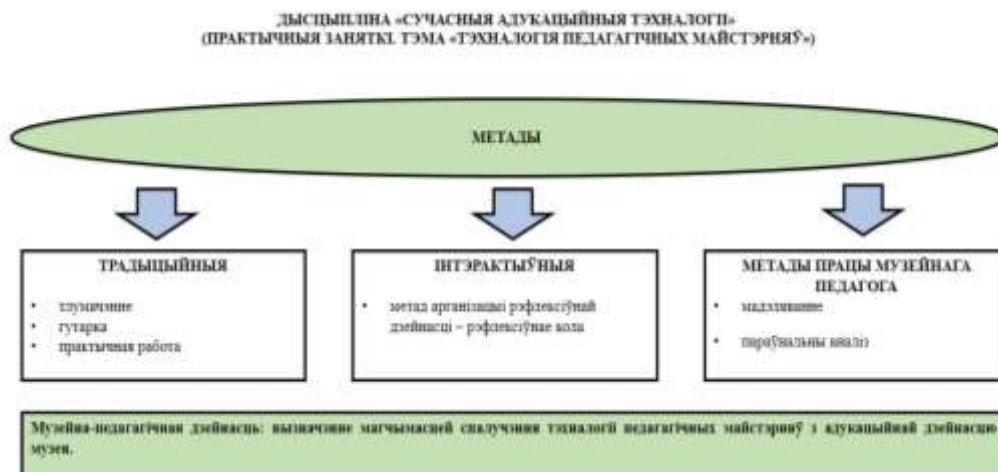 ДЫСЦЫПЛІНА «СУЧАСНЫЯ АДУКАЦЫЙНЫЯ ТЭХНАЛОГІІ»
(ПРАКТЫЧНЫЯ ЗАНЯТКІ. ТЭМА «ТЭХНАЛОГІЯ ПЕДАГАГІЧНЫХ МАЙСТЭРНЯЎ»)
МЕТАДЫ
ТРАДЫЦЫЙНЫЯ
• тлумачэнне
• гутарка
• практычная работа
ІНТЭРАКТЫЎНЫЯ
• метад арганізацыі рэфлексіўнай
дзейнасці – рэфлексіўнае кола
МЕТАДЫ ПРАЦЫ МУЗЕЙНАГА
ПЕДАГОГА
• мадэляванне
• параўнальны аналіз
Музейна-педагагічная дзейнасць: вызначэнне магчымасцей спалучэння тэхналогіі педагагічных майстэрняў з адукацыйнай дзейнасцю
музея.